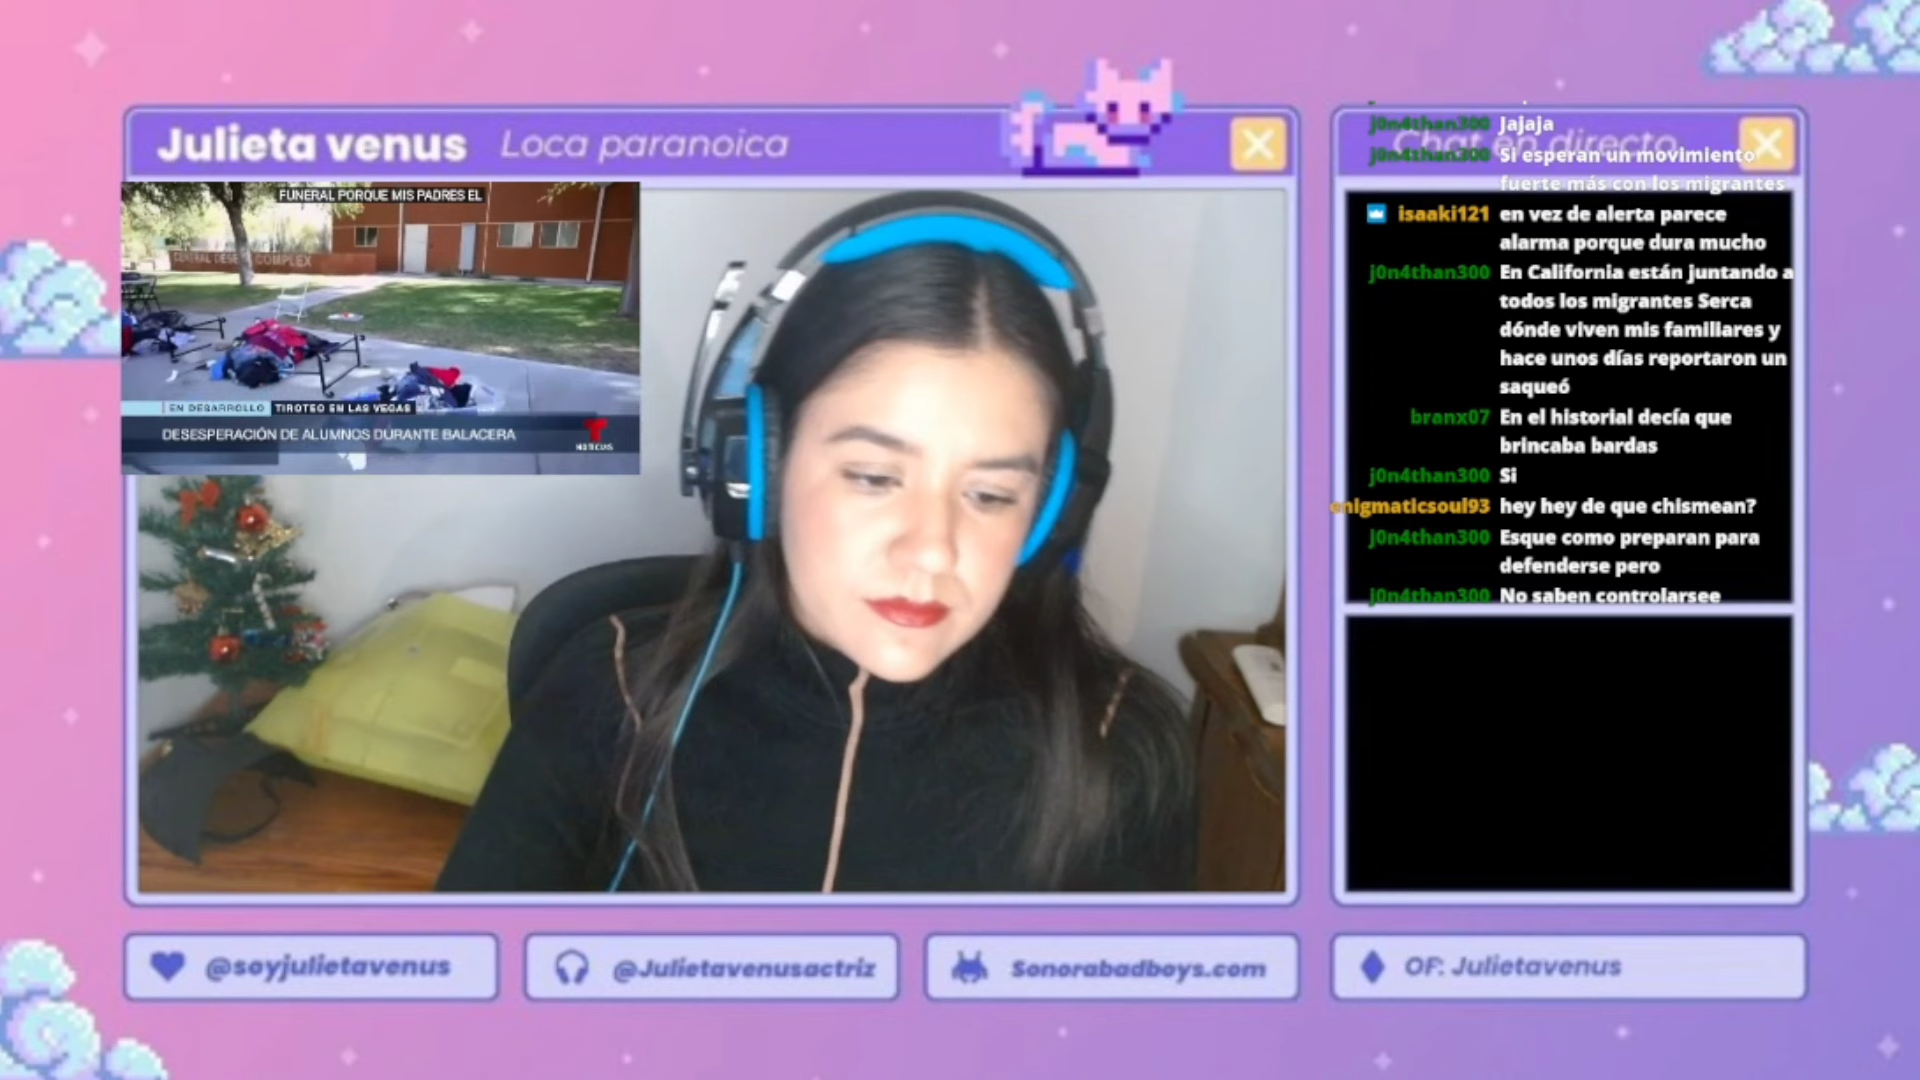 Julieta venus Loca paranoica
FUNERAL PORQUE MIS PADRES EL
EN DESARROLLO TIROTEO EN LAS VEGAS
DESESPERACIÓN DE ALUMNOS DURANTE BALACERA
NOTICIAS
Chat en directo
j0n4than300 Jajaja
j0n4than300 Si esperan un movimiento
fuerte más con los migrantes
isaaki121 en vez de alerta parece
alarma porque dura mucho
j0n4than300 En California están juntando a
todos los migrantes Serca
dónde viven mis familiares y
hace unos días reportaron un
saqueó
branx07 En el historial decía que
brincaba bardas
j0n4than300 Si
enigmaticsoul93 hey hey de que chismean?
j0n4than300 Esque como preparan para
defenderse pero
j0n4than300 No saben controlarsee
@soyjulietavenus
@Julietavenusactriz
Sonorabadboys.com
OF: Julietavenus